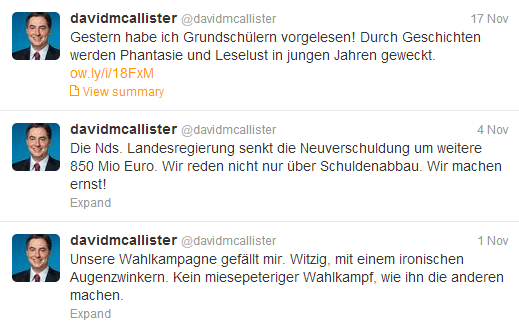 davidmcallister @davidmcallister 17 Nov
Gestern habe ich Grundschülern vorgelesen! Durch Geschichten
werden Phantasie und Leselust in jungen Jahren geweckt.
ow.ly/i/18FxM
View summary
davidmcallister @davidmcallister 4 Nov
Die Nds. Landesregierung senkt die Neuverschuldung um weitere
850 Mio Euro. Wir reden nicht nur über Schuldenabbau. Wir machen
ernst!
Expand
davidmcallister @davidmcallister 1 Nov
Unsere Wahlkampagne gefällt mir. Witzig, mit einem ironischen
Augenzwinkern. Kein miesepeteriger Wahlkampf, wie ihn die anderen
machen.
Expand